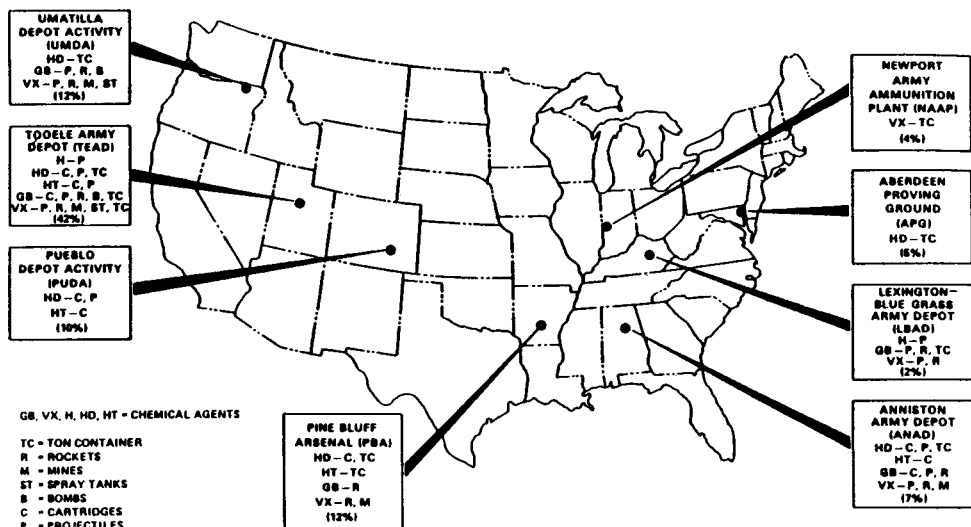 UMATILLA
DEPOT ACTIVITY
(UMDA)
HD-TC
GB-P, R, B
VX-P, R, M, ST
(12%)
TOOELE ARMY
DEPOT (TEAD)
H-P
HD-C, P, TC
HT-C, P
GB-C, P, R, B, TC
VX-P, R, M, ST, TC
(42%)
PUEBLO
DEPOT ACTIVITY
(PUDA)
HD-C, P
HT-C
(10%)
GB, VX, H, HD, HT = CHEMICAL AGENTS
TC = TON CONTAINER
R = ROCKETS
M = MINES
ST = SPRAY TANKS
B = BOMBS
C = CARTRIDGES
P = PROJECTILES
PINE BLUFF
ARSENAL (PBA)
HD-C, TC
HT-TC
GB-R
VX-R, M
(12%)
NEWPORT
ARMY
AMMUNITION
PLANT (NAAP)
VX-TC
(4%)
ABERDEEN
PROVING
GROUND
(APG)
HD-TC
(5%)
LEXINGTON-
BLUE GRASS
ARMY DEPOT
(LBAD)
H-P
GB-P, R, TC
VX-P, R
(2%)
ANNISTON
ARMY DEPOT
(ANAD)
HD-C, P, TC
HT-C
GB-C, P, R
VX-P, R, M
(7%)